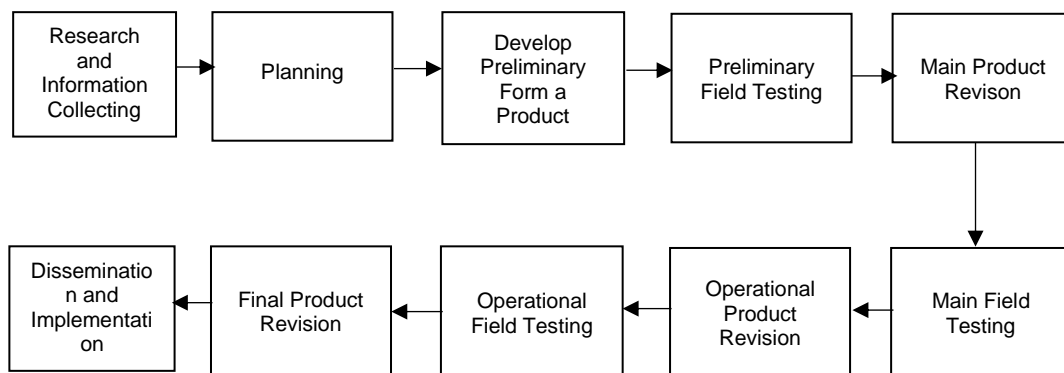 Research
and
Information
Collecting
Planning
Develop
Preliminary
Form a
Product
Preliminary
Field Testing
Main Product
Revison
Main Field
Testing
Operational
Product
Revision
Operational
Field Testing
Final Product
Revision
Disseminatio
n and
Implementati
on